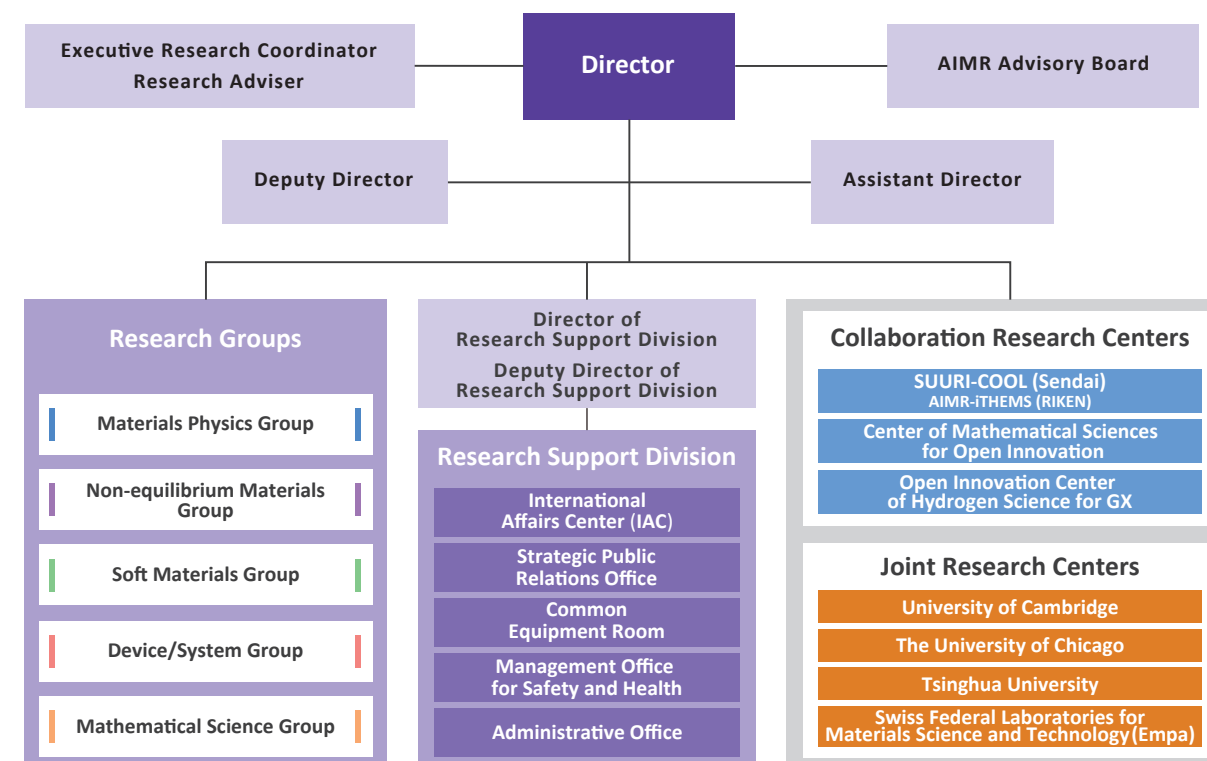 Executive Research Coordinator
Research Adviser
Director
AIMR Advisory Board
Deputy Director
Assistant Director
Research Groups
Materials Physics Group
Non-equilibrium Materials
Group
Soft Materials Group
Device/System Group
Mathematical Science Group
Director of
Research Support Division
Deputy Director of
Research Support Division
Research Support Division
International
Affairs Center (IAC)
Strategic Public
Relations Office
Common
Equipment Room
Management Office
for Safety and Health
Administrative Office
Collaboration Research Centers
SUURI-COOL (Sendai)
AIMR-iTHEMS (RIKEN)
Center of Mathematical Sciences
for Open Innovation
Open Innovation Center
of Hydrogen Science for GX
Joint Research Centers
University of Cambridge
The University of Chicago
Tsinghua University
Swiss Federal Laboratories for
Materials Science and Technology (Empa)